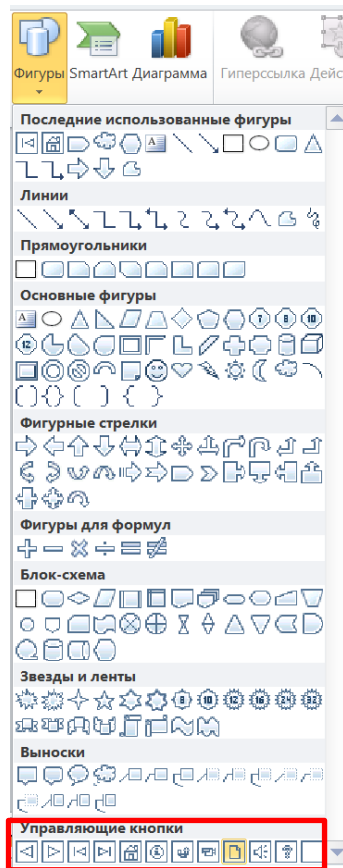 Фигуры SmartArt Диаграмма Гиперссылка Дейс
Последние использованные фигуры
Линии
Прямоугольники
Основные фигуры
Фигурные стрелки
Фигуры для формул
Блок-схема
Звезды и ленты
Выноски
Управляющие кнопки